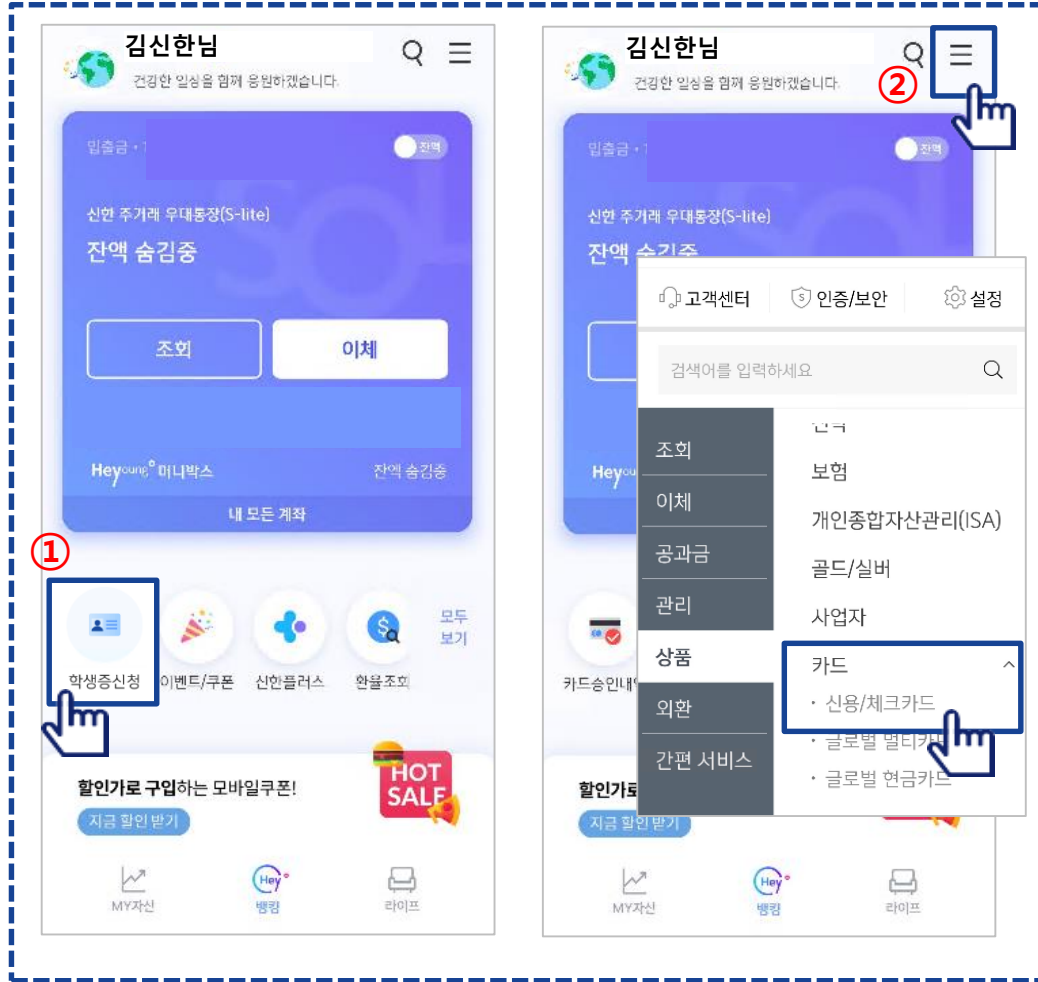 김신한님
건강한 일상을 함께 응원하겠습니다.
입출금 •
잔액
신한 주거래 우대통장(S-lite)
잔액 숨김중
조회
이체
Heyoung 머니박스
잔액 숨김중
내 모든 계좌
①
학생증신청
이벤트/쿠폰
신한플러스
환율조회
모두
보기
할인가로 구입하는 모바일쿠폰!
지금 할인 받기
HOT
SALE
MY자산
Hey
뱅킹
라이프
김신한님
건강한 일상을 함께 응원하겠습니다.
②
입출금 •
잔액
신한 주거래 우대통장(S-lite)
잔액 숨김중
고객센터
인증/보안
설정
검색어를 입력하세요
조회
이체
공과금
관리
상품
외환
간편 서비스
보험
개인종합자산관리(ISA)
골드/실버
사업자
카드
• 신용/체크카드
• 글로벌 멀티카드
• 글로벌 현금카드
Heyou
카드승인내역
할인가로
지금 할인 받기
MY자산
Hey
뱅킹
라이프